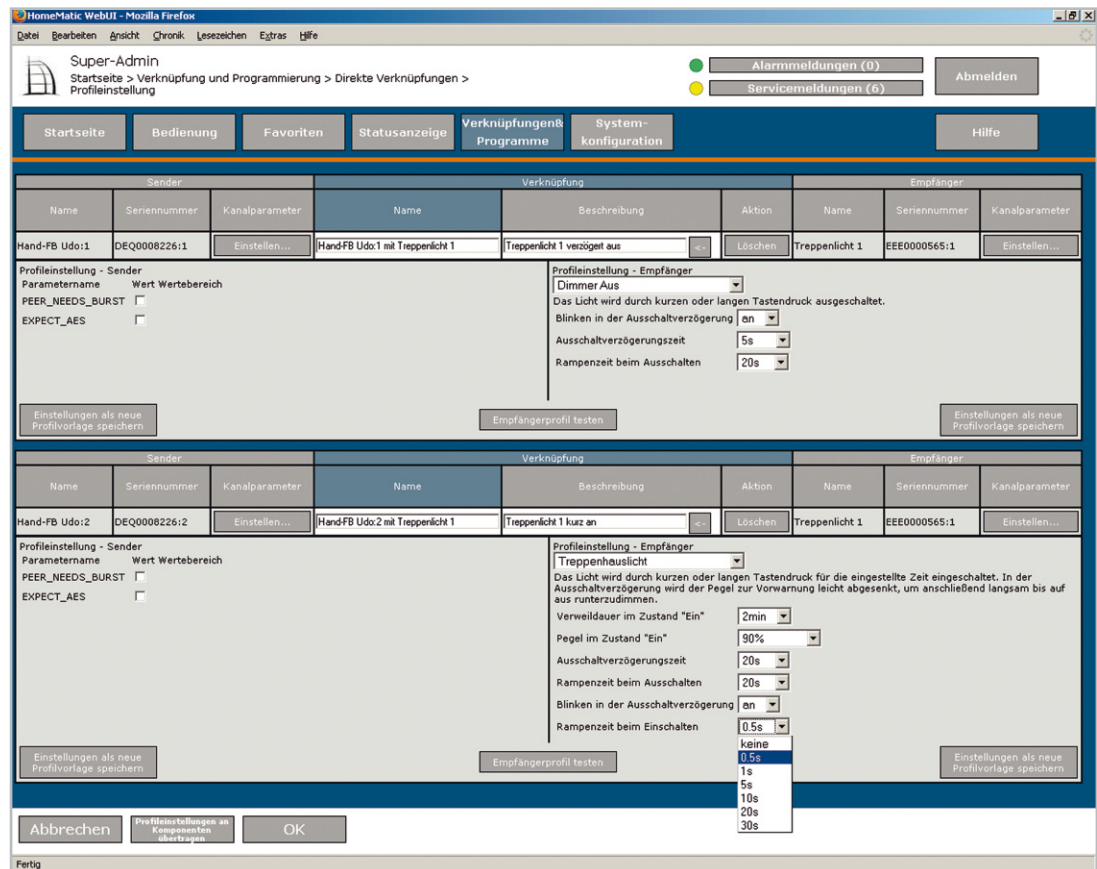 HomeMatic WebUI - Mozilla Firefox
Datei Bearbeiten Ansicht Chronik Lesezeichen Extras Hilfe
Super-Admin
Startseite > Verknüpfung und Programmierung > Direkte Verknüpfungen >
Profileinstellung
Alarmmeldungen (0)
Servicemeldungen (6)
Abmelden
Startseite
Bedienung
Favoriten
Statusanzeige
Verknüpfungen&
Programme
System-
konfiguration
Hilfe
Sender Verknüpfung Empfänger
Name Seriennummer Kanalparameter Name Beschreibung Aktion Name Seriennummer Kanalparameter
Hand-FB Udo:1 DEQ0008226:1 Einstellen... Hand-FB Udo:1 mit Treppenlicht 1 Treppenlicht 1 verzögert aus <- Löschen Treppenlicht 1 EEE0000565:1 Einstellen...
Profileinstellung - Sender
Parametername Wert Wertebereich
PEER_NEEDS_BURST
EXPECT_AES
Profileinstellung - Empfänger
Dimmer Aus
Das Licht wird durch kurzen oder langen Tastendruck ausgeschaltet.
Blinken in der Ausschaltverzögerung an
Ausschaltverzögerungszeit 5s
Rampenzeit beim Ausschalten 20s
Einstellungen als neue
Profilvorlage speichern
Empfängerprofil testen
Einstellungen als neue
Profilvorlage speichern
Sender Verknüpfung Empfänger
Name Seriennummer Kanalparameter Name Beschreibung Aktion Name Seriennummer Kanalparameter
Hand-FB Udo:2 DEQ0008226:2 Einstellen... Hand-FB Udo:2 mit Treppenlicht 1 Treppenlicht 1 kurz an <- Löschen Treppenlicht 1 EEE0000565:1 Einstellen...
Profileinstellung - Sender
Parametername Wert Wertebereich
PEER_NEEDS_BURST
EXPECT_AES
Profileinstellung - Empfänger
Treppenhauslicht
Das Licht wird durch kurzen oder langen Tastendruck für die eingestellte Zeit eingeschaltet. In der
Ausschaltverzögerung wird der Pegel zur Vorwarnung leicht abgesenkt, um anschließend langsam bis auf
aus runterzudimmen.
Verweildauer im Zustand "Ein" 2min
Pegel im Zustand "Ein" 90%
Ausschaltverzögerungszeit 20s
Rampenzeit beim Ausschalten 20s
Blinken in der Ausschaltverzögerung an
Rampenzeit beim Einschalten 0.5s
keine
0.5s
1s
5s
10s
20s
30s
Einstellungen als neue
Profilvorlage speichern
Empfängerprofil testen
Einstellungen als neue
Profilvorlage speichern
Abbrechen
Profileinstellungen an
Komponenten
übertragen
OK
Fertig